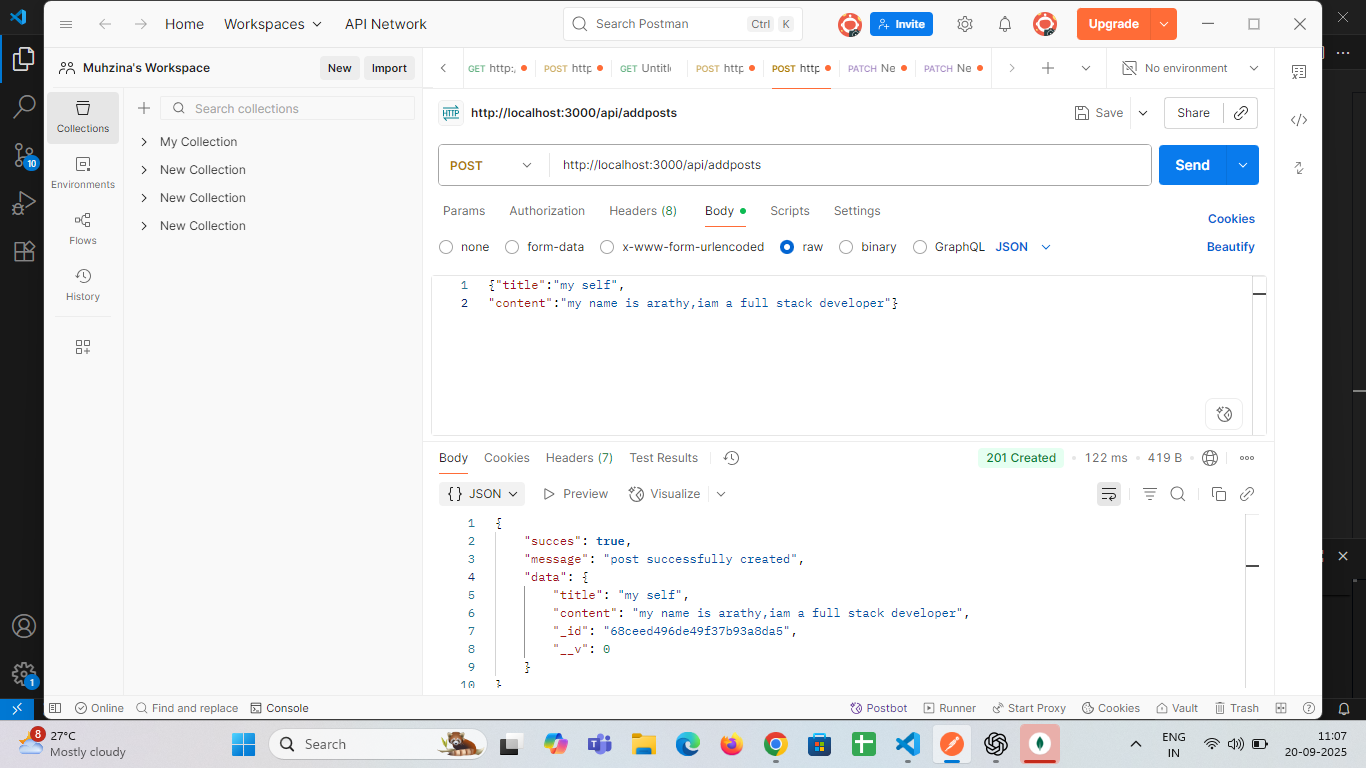 Home Workspaces API Network Search Postman Ctrl K Invite Upgrade
Muhzina's Workspace New Import GET http:, POST http GET Untitle POST http POST http PATCH Ne PATCH Ne No environment
Collections
Environments
Flows
History
Search collections
My Collection
New Collection
New Collection
New Collection
HTTP http://localhost:3000/api/addposts Save Share
POST http://localhost:3000/api/addposts Send
Params Authorization Headers (8) Body Scripts Settings Cookies
none form-data x-www-form-urlencoded raw binary GraphQL JSON Beautify
1 {"title":"my self",
2 "content":"my name is arathy,iam a full stack developer"}
Body Cookies Headers (7) Test Results 201 Created 122 ms 419 B
{} JSON Preview Visualize
1 {
2 "succes": true,
3 "message": "post successfully created",
4 "data": {
5 "title": "my self",
6 "content": "my name is arathy,iam a full stack developer",
7 "_id": "68ceed496de49f37b93a8da5",
8 "__v": 0
9 }
10 }
10
1
Online Find and replace Console Postbot Runner Start Proxy Cookies Vault Trash
8
27°C
Mostly cloudy
Search
ENG
IN
11:07
20-09-2025